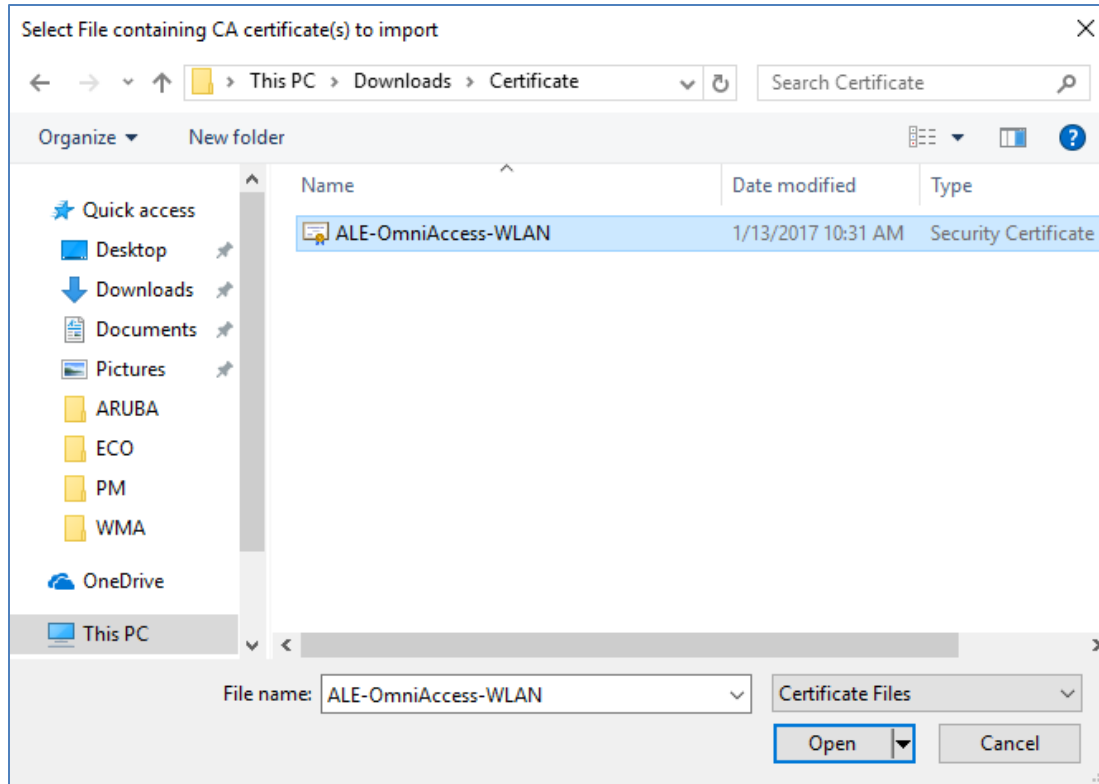 Select File containing CA certificate(s) to import
This PC > Downloads > Certificate
Search Certificate
Organize
New folder
Name
Date modified
Type
Quick access
ALE-OmniAccess-WLAN
1/13/2017 10:31 AM
Security Certificate
Desktop
Downloads
Documents
Pictures
ARUBA
ECO
PM
WMA
OneDrive
This PC
File name:
ALE-OmniAccess-WLAN
Certificate Files
Open
Cancel